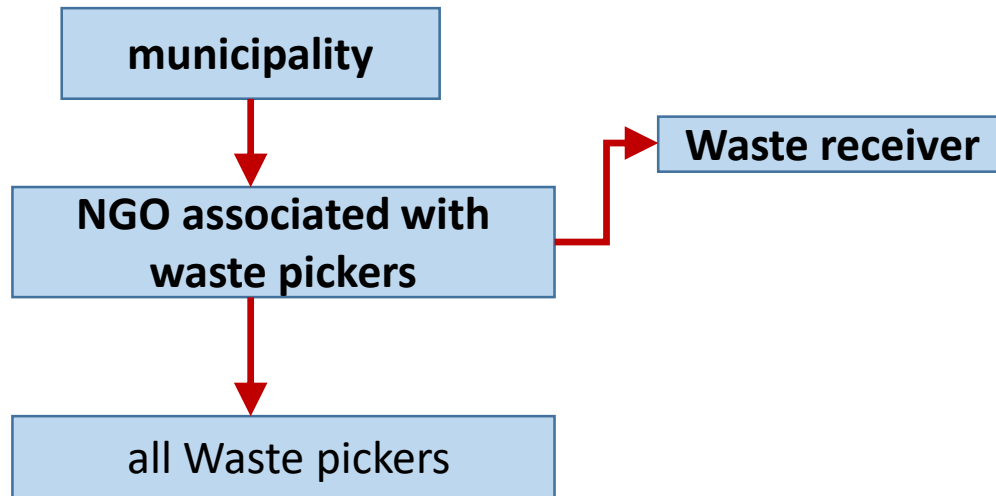 municipality
Waste receiver
NGO associated with
waste pickers
all Waste pickers